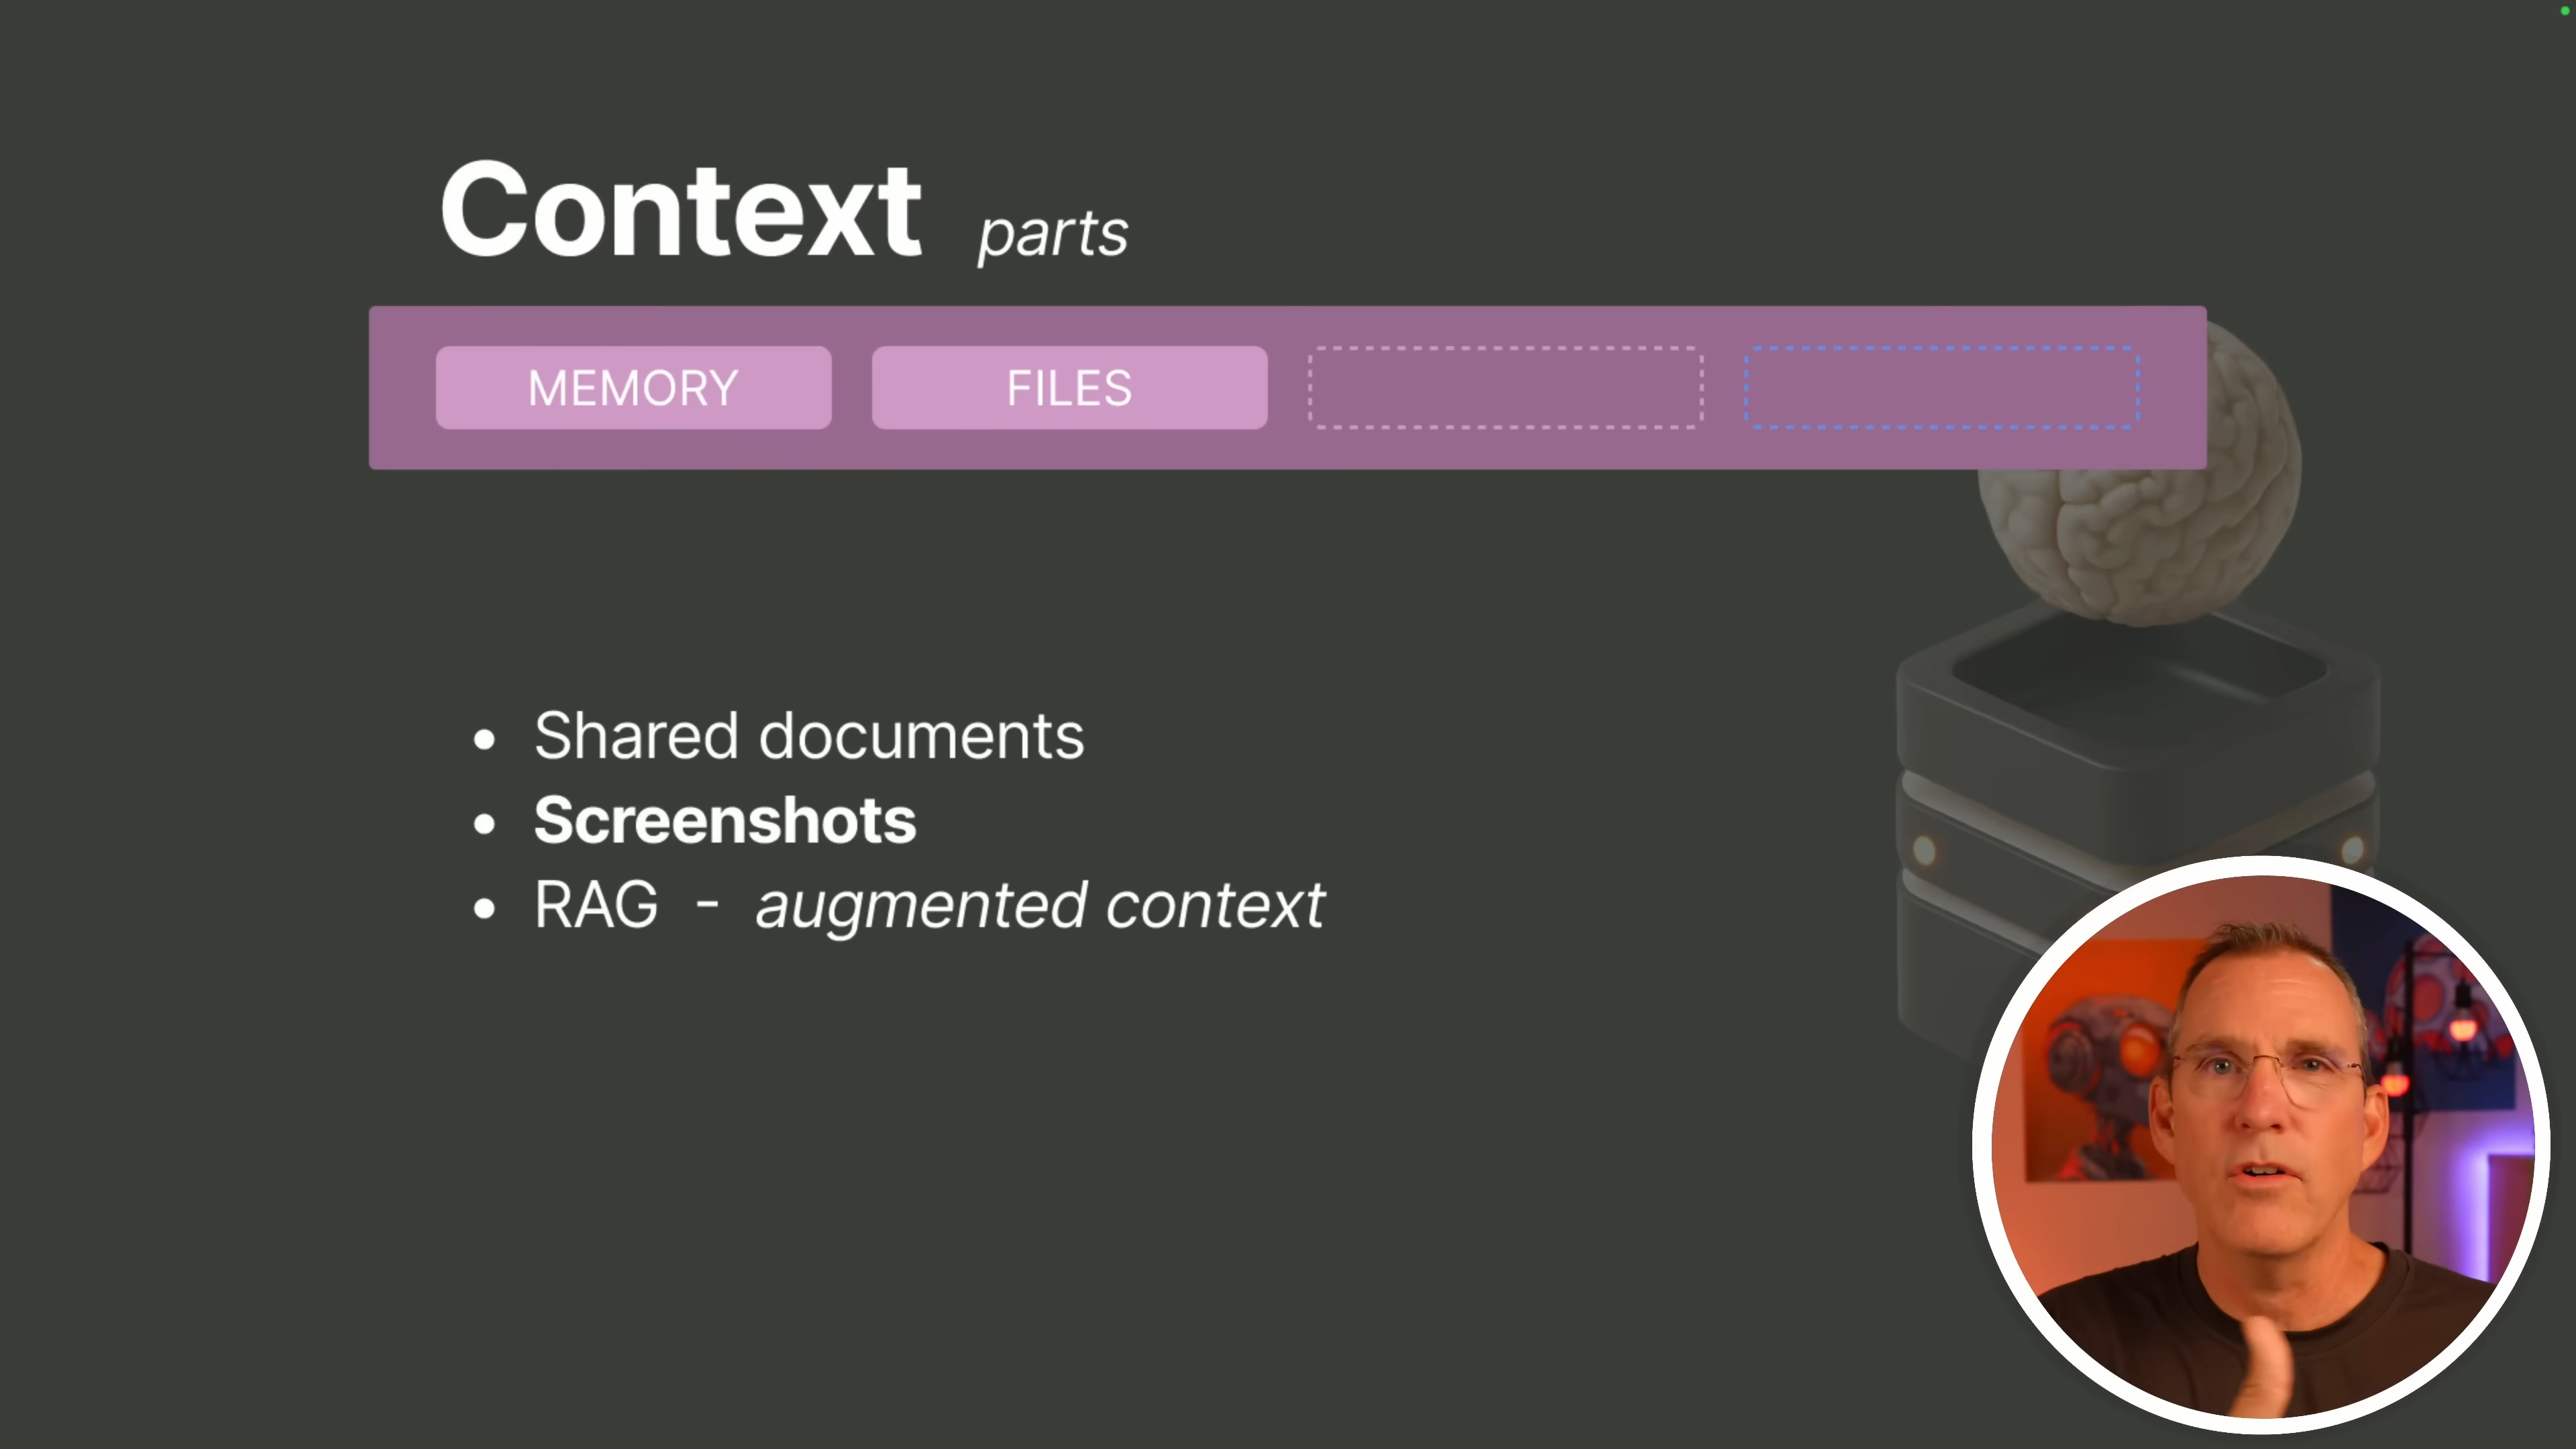 Context parts
MEMORY FILES
• Shared documents
• Screenshots
• RAG - augmented context